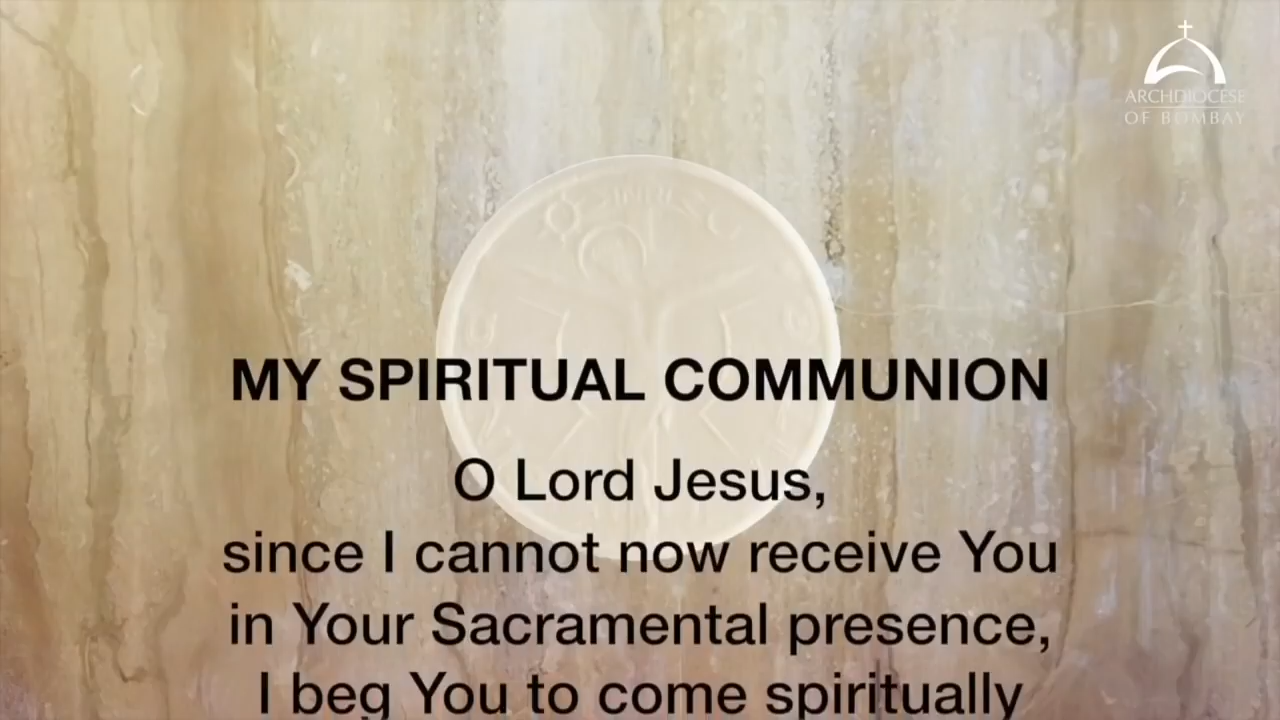 ARCHDIOCESE
OF BOMBAY
INRI
MY SPIRITUAL COMMUNION
O Lord Jesus,
since I cannot now receive You
in Your Sacramental presence,
I beg You to come spiritually